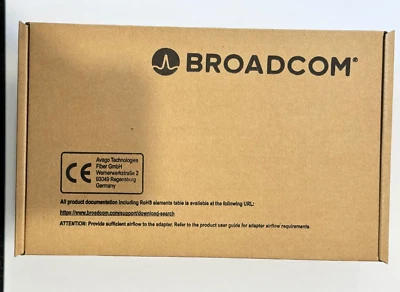 BROADCOM®
CE
Avago Technologies
Fiber GmbH
Wernerwerkstraße 2
93049 Regensburg
Germany
All product documentation including RoHS elements table is available at the following URL:
https://www.broadcom.com/support/download-search
ATTENTION: Provide sufficient airflow to the adapter. Refer to the product user guide for adapter airflow requirements.